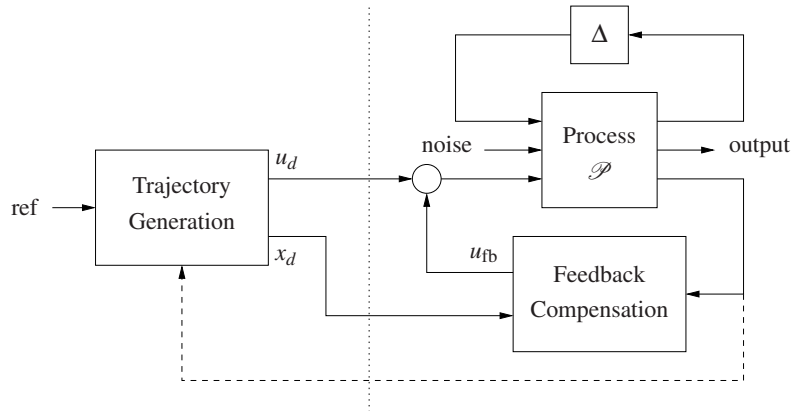 Δ
noise
Process
𝒫
output
ref
Trajectory
Generation
u_d
x_d
u_fb
Feedback
Compensation